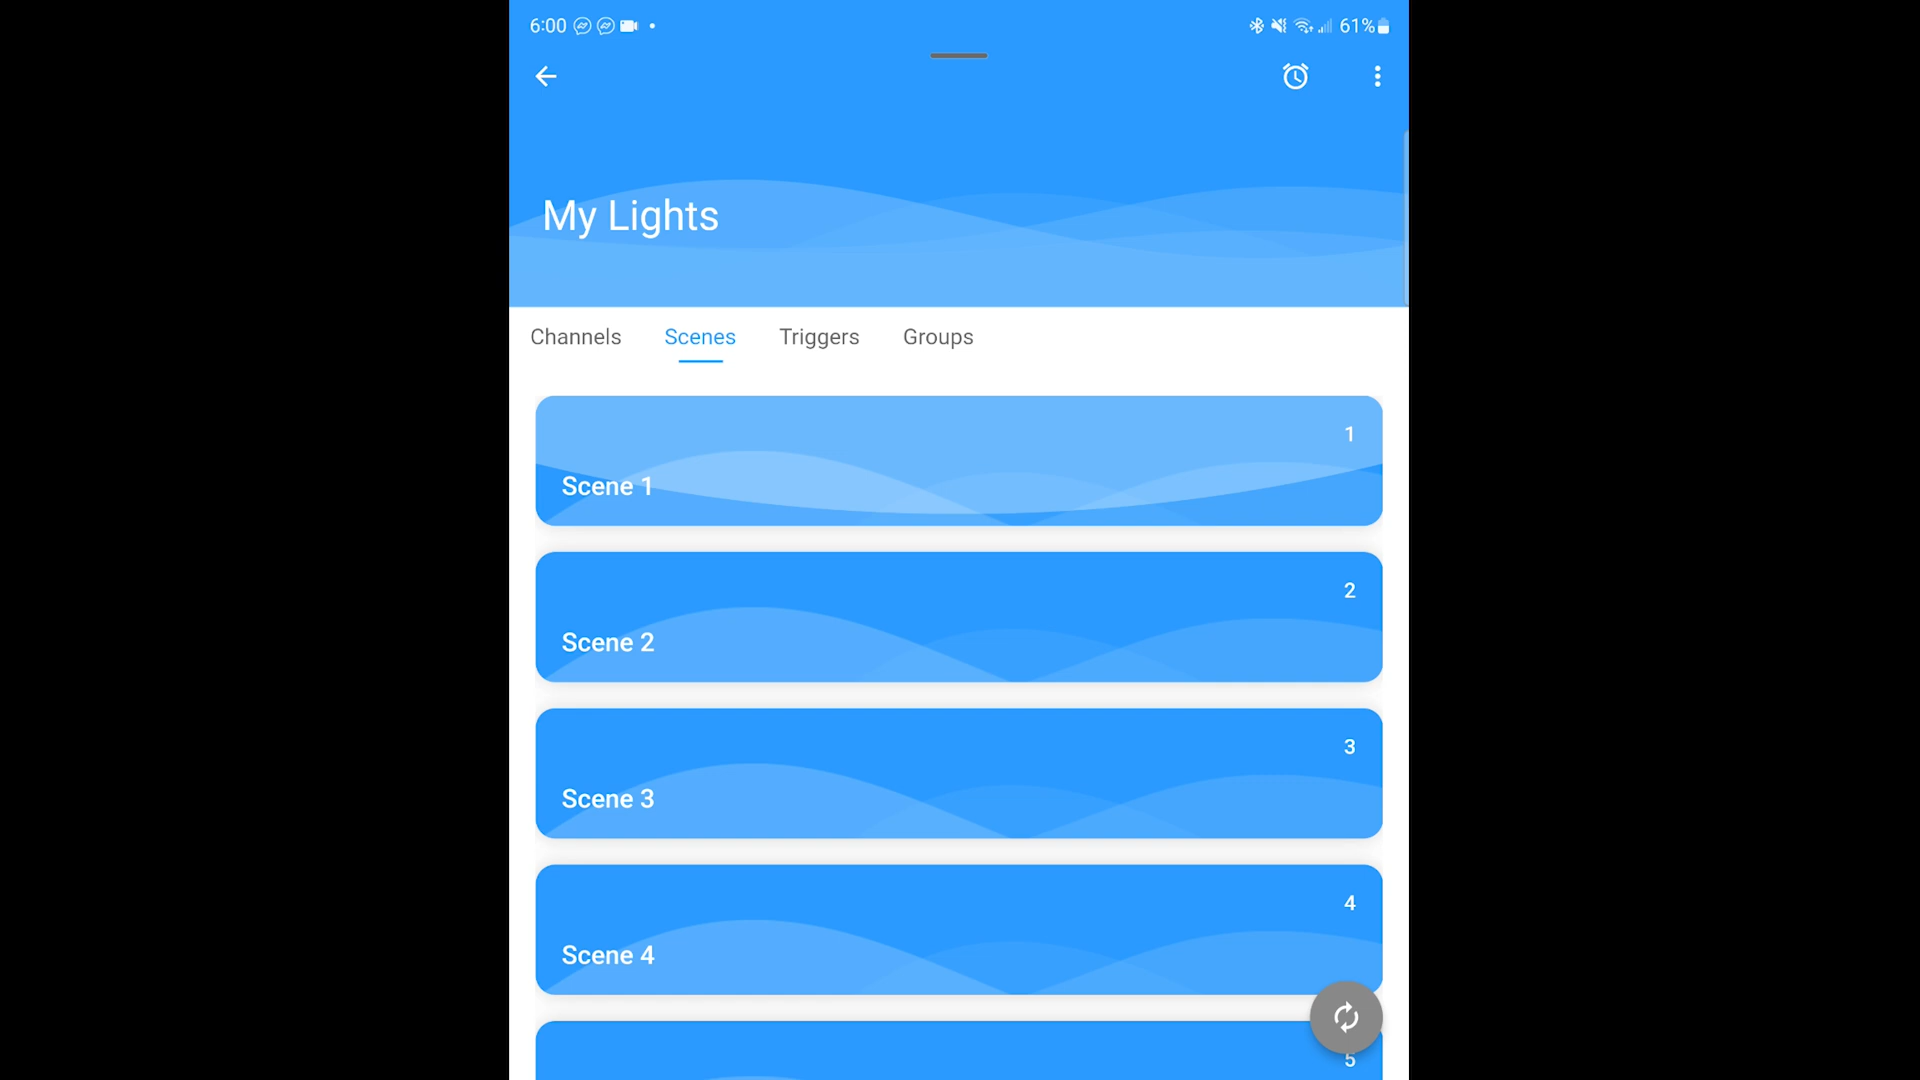 6:00
61%
My Lights
Channels Scenes Triggers Groups
1
Scene 1
2
Scene 2
3
Scene 3
4
Scene 4
5